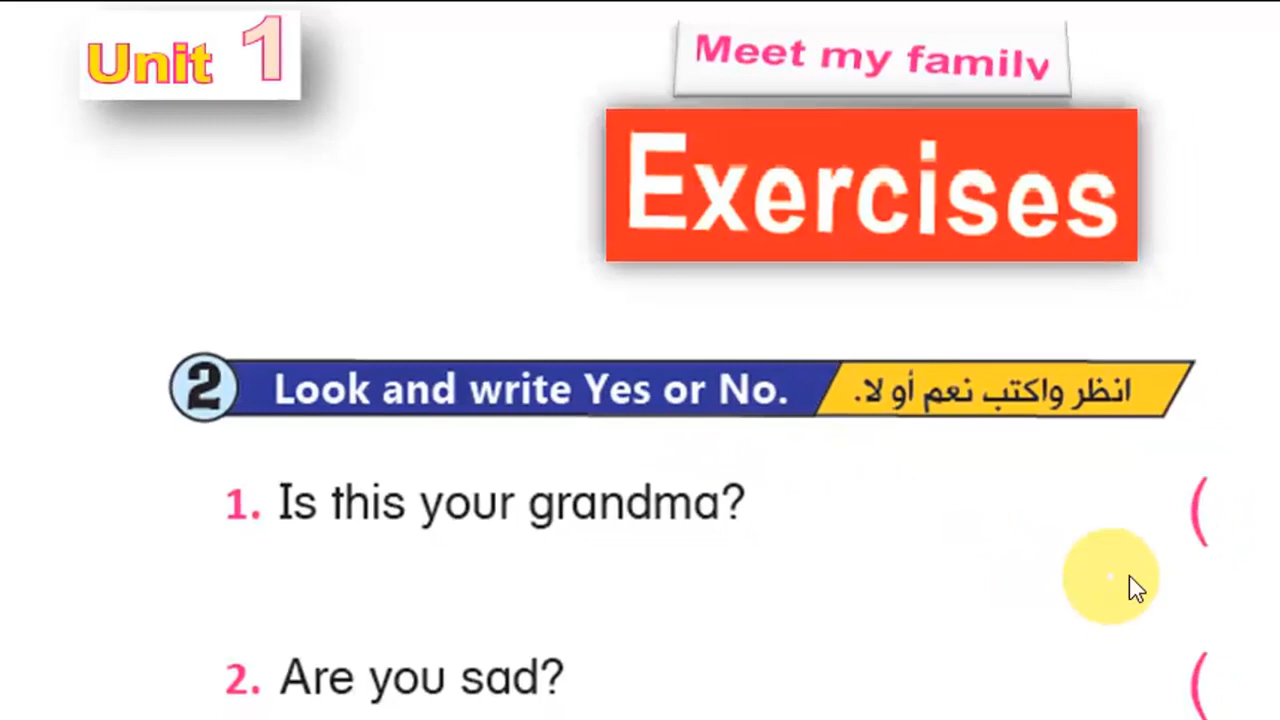 Unit 1
Meet my family
Exercises
2 Look and write Yes or No. انظر واكتب نعم أو لا.
1. Is this your grandma? (
2. Are you sad? (